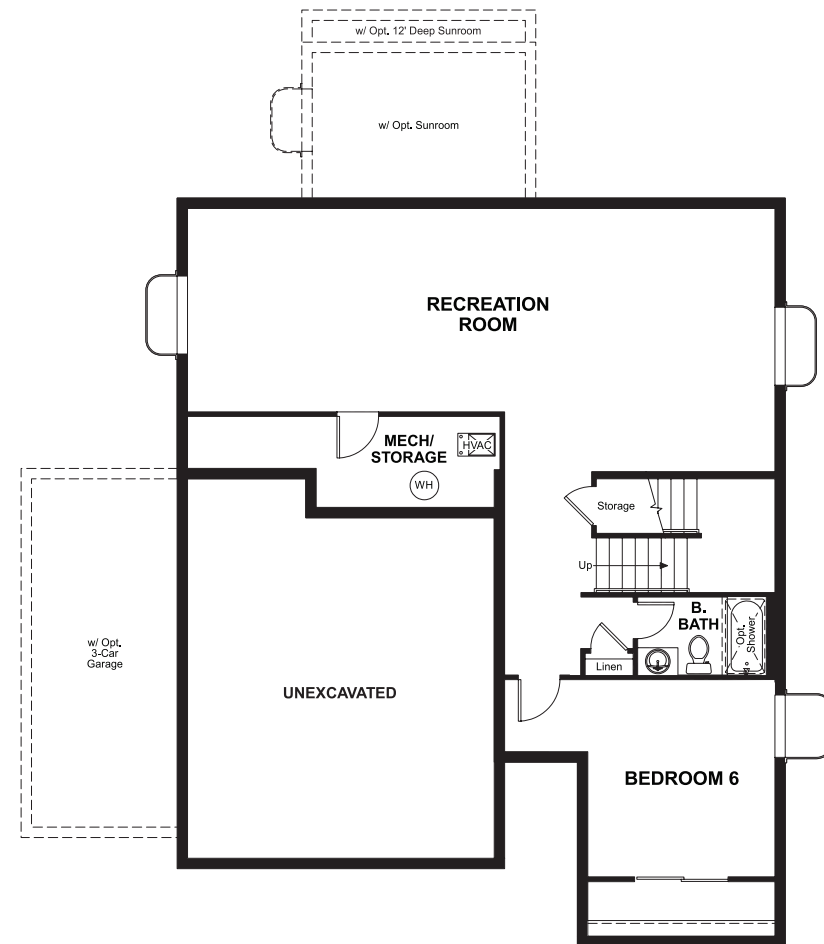 w/ Opt. 12' Deep Sunroom
w/ Opt. Sunroom
RECREATION
ROOM
MECH/
STORAGE
HVAC
WH
Storage
Up
B.
BATH
Opt.
Shower
Linen
w/ Opt.
3-Car
Garage
UNEXCAVATED
BEDROOM 6